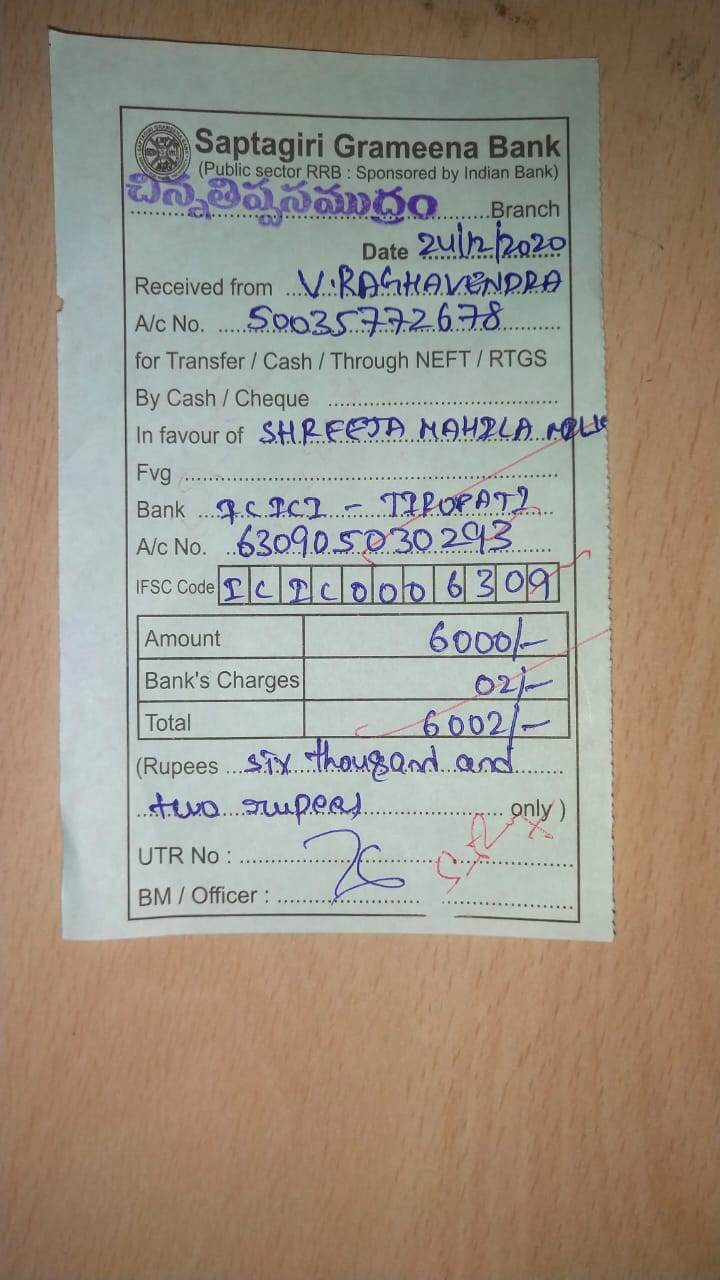 Saptagiri Grameena Bank
(Public sector RRB : Sponsored by Indian Bank)
చిన్నతిప్పసముద్రం Branch
Date 24/12/2020
Received from V.RAGHAVENDRA
A/c No. 50035772678
for Transfer / Cash / Through NEFT / RTGS
By Cash / Cheque
In favour of SHREEJA MAHILA MILK
Fvg
Bank ICICI - TIRUPATI
A/c No. 630905030293
IFSC Code ICIC0006309
Amount 6000/-
Bank's Charges 02/-
Total 6002/-
(Rupees six thousand and
two rupees only )
UTR No :
BM / Officer :